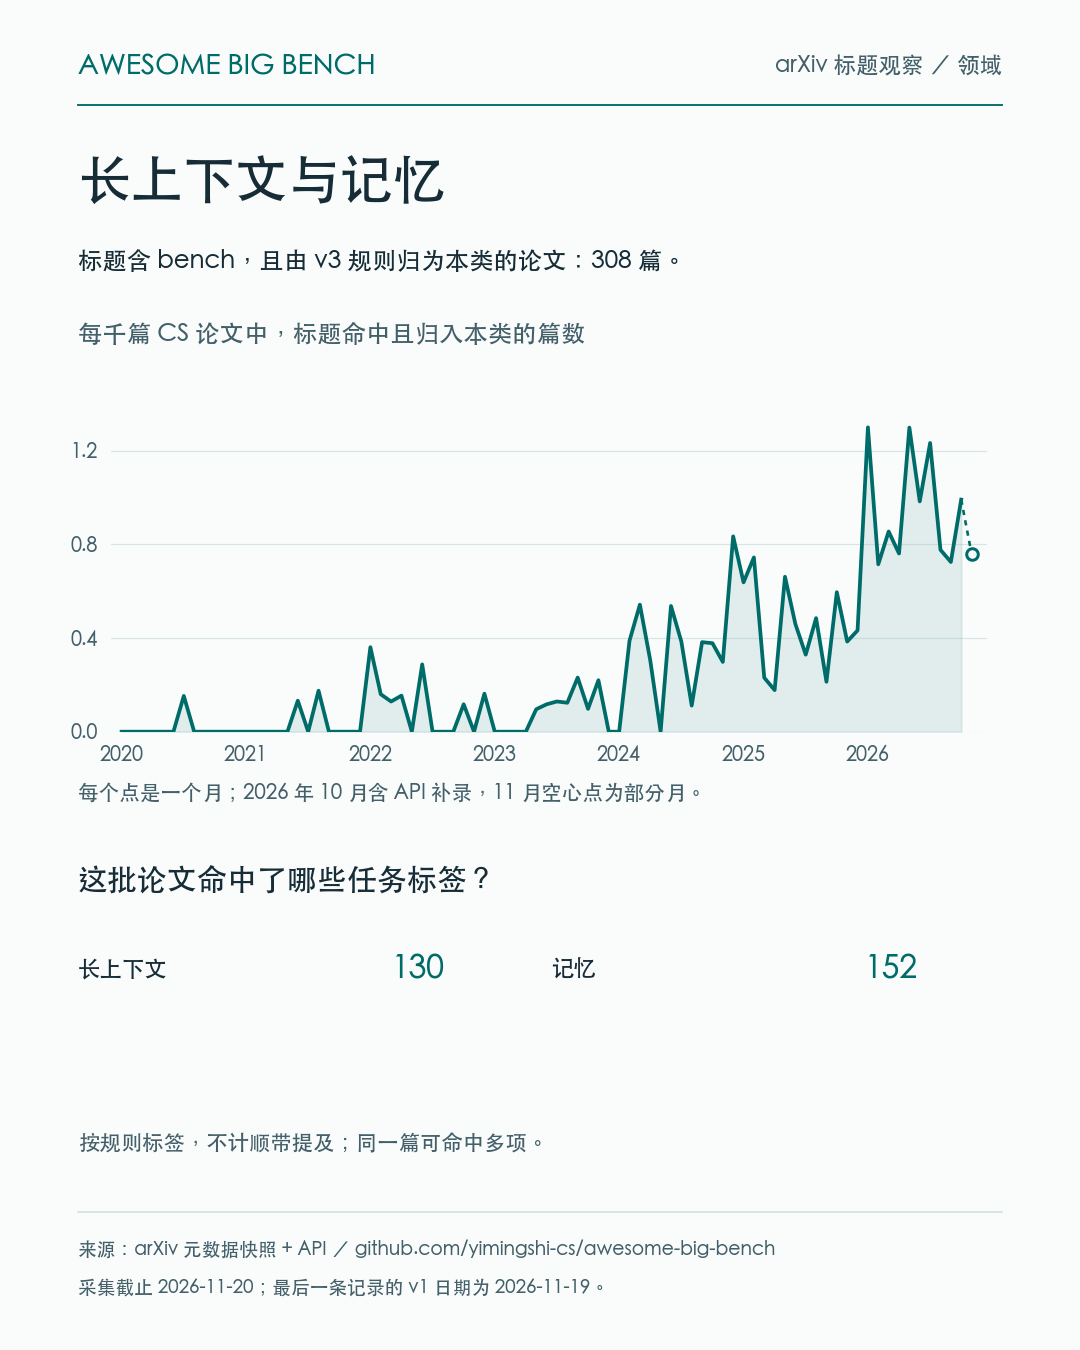 AWESOME BIG BENCH
arXiv 标题观察 ／ 领域
长上下文与记忆
标题含 bench，且由 v3 规则归为本类的论文：308 篇。
每千篇 CS 论文中，标题命中且归入本类的篇数
1.2
0.8
0.4
0.0
2020 2021 2022 2023 2024 2025 2026
每个点是一个月；2026 年 10 月含 API 补录，11 月空心点为部分月。
这批论文命中了哪些任务标签？
长上下文 130 记忆 152
按规则标签，不计顺带提及；同一篇可命中多项。
来源：arXiv 元数据快照 + API ／ github.com/yimingshi-cs/awesome-big-bench
采集截止 2026-11-20；最后一条记录的 v1 日期为 2026-11-19。